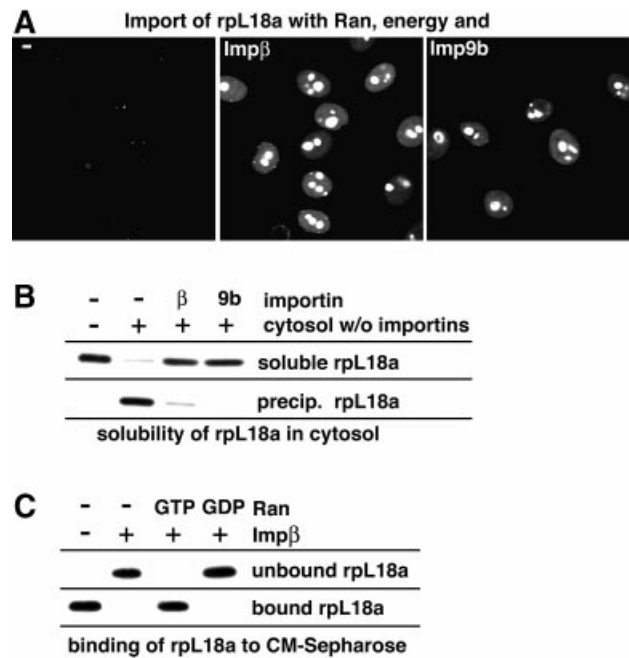 A Import of rpL18a with Ran, energy and
- Impβ Imp9b
B - - β 9b importin
- + + + cytosol w/o importins
soluble rpL18a
precip. rpL18a
solubility of rpL18a in cytosol
C - - GTP GDP Ran
- + + + Impβ
unbound rpL18a
bound rpL18a
binding of rpL18a to CM-Sepharose